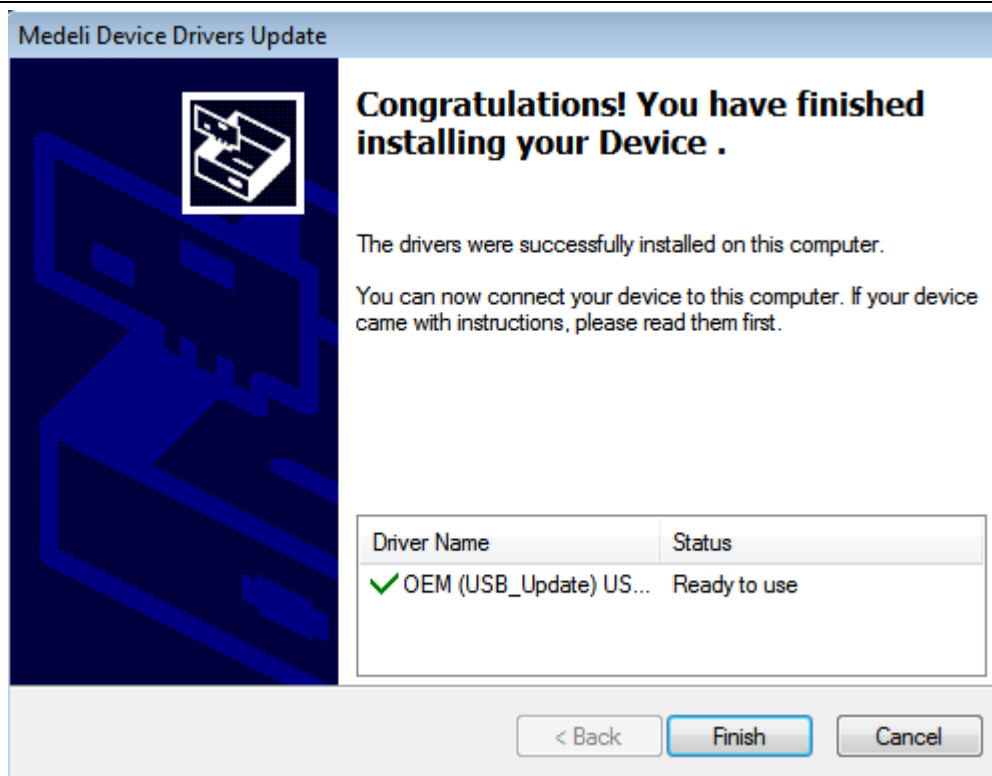 Medeli Device Drivers Update
Congratulations! You have finished
installing your Device .
The drivers were successfully installed on this computer.
You can now connect your device to this computer. If your device
came with instructions, please read them first.
Driver Name Status
OEM (USB_Update) US... Ready to use
< Back Finish Cancel